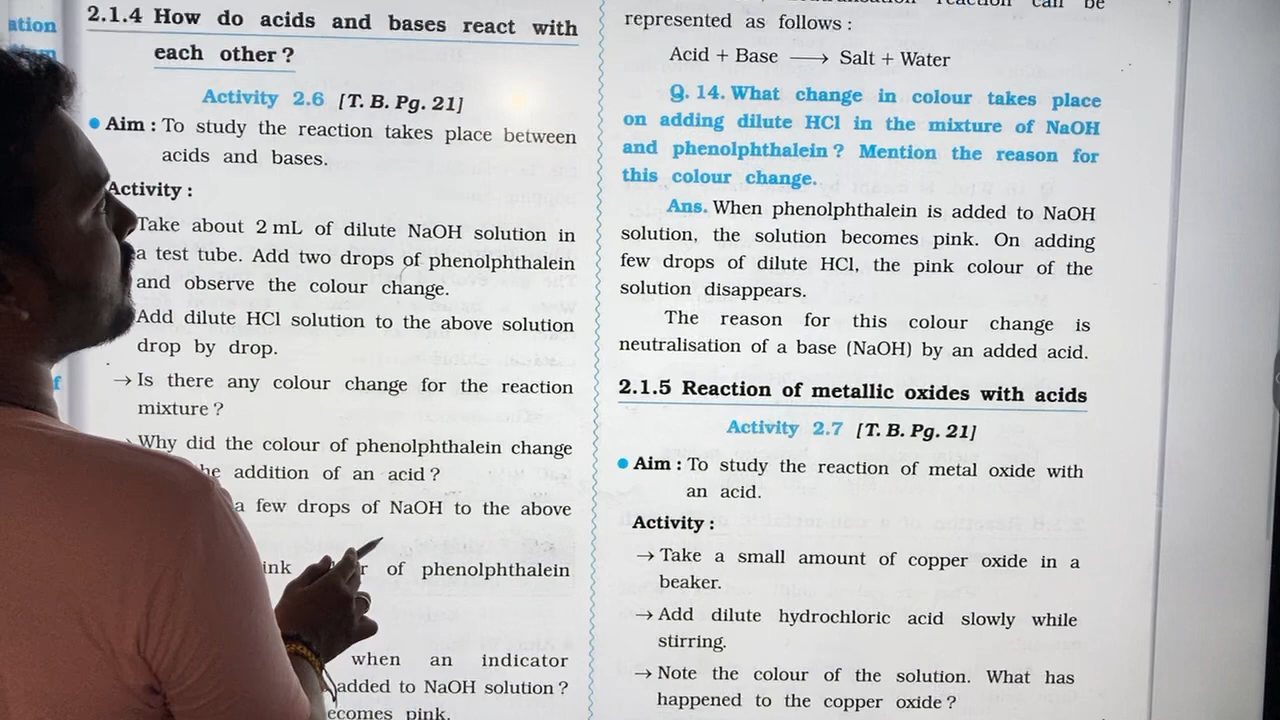 ation
2.1.4 How do acids and bases react with
each other ?
Activity 2.6 [T. B. Pg. 21]
• Aim : To study the reaction takes place between
acids and bases.
Activity :
Take about 2 mL of dilute NaOH solution in
a test tube. Add two drops of phenolphthalein
and observe the colour change.
Add dilute HCl solution to the above solution
drop by drop.
→ Is there any colour change for the reaction
mixture ?
Why did the colour of phenolphthalein change
he addition of an acid ?
a few drops of NaOH to the above
ink r of phenolphthalein
when an indicator
added to NaOH solution ?
ecomes pink.
f
can be
represented as follows :
Acid + Base ⟶ Salt + Water
Q. 14. What change in colour takes place
on adding dilute HCl in the mixture of NaOH
and phenolphthalein ? Mention the reason for
this colour change.
Ans. When phenolphthalein is added to NaOH
solution, the solution becomes pink. On adding
few drops of dilute HCl, the pink colour of the
solution disappears.
The reason for this colour change is
neutralisation of a base (NaOH) by an added acid.
2.1.5 Reaction of metallic oxides with acids
Activity 2.7 [T. B. Pg. 21]
• Aim : To study the reaction of metal oxide with
an acid.
Activity :
→ Take a small amount of copper oxide in a
beaker.
→ Add dilute hydrochloric acid slowly while
stirring.
→ Note the colour of the solution. What has
happened to the copper oxide ?